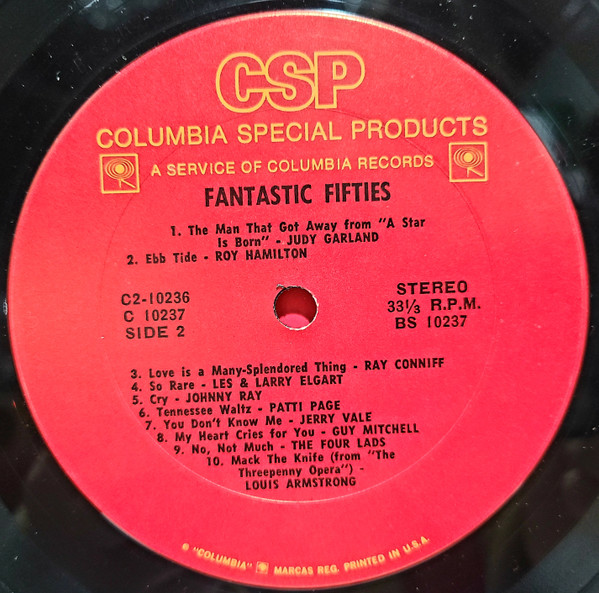 CSP
COLUMBIA SPECIAL PRODUCTS
A SERVICE OF COLUMBIA RECORDS
FANTASTIC FIFTIES
1. The Man That Got Away from "A Star
Is Born" - JUDY GARLAND
2. Ebb Tide - ROY HAMILTON
C2-10236
C 10237
SIDE 2
STEREO
33⅓ R.P.M.
BS 10237
3. Love is a Many-Splendored Thing - RAY CONNIFF
4. So Rare - LES & LARRY ELGART
5. Cry - JOHNNY RAY
6. Tennessee Waltz - PATTI PAGE
7. You Don't Know Me - JERRY VALE
8. My Heart Cries for You - GUY MITCHELL
9. No, Not Much - THE FOUR LADS
10. Mack The Knife (from "The
Threepenny Opera") -
LOUIS ARMSTRONG
® "COLUMBIA" MARCAS REG. PRINTED IN U.S.A.